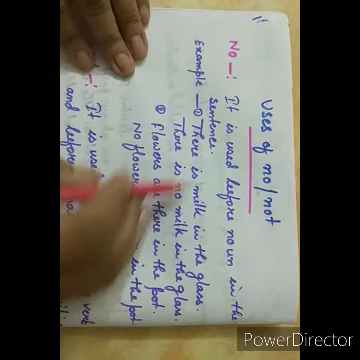 Uses of no/not
No -: It is used before noun in the
sentence.
Example - ① There is milk in the glass.
There is no milk in the glass.
② Flowers are there in the pot.
No flower in the pot.
-: It is used verb
and before
PowerDirector